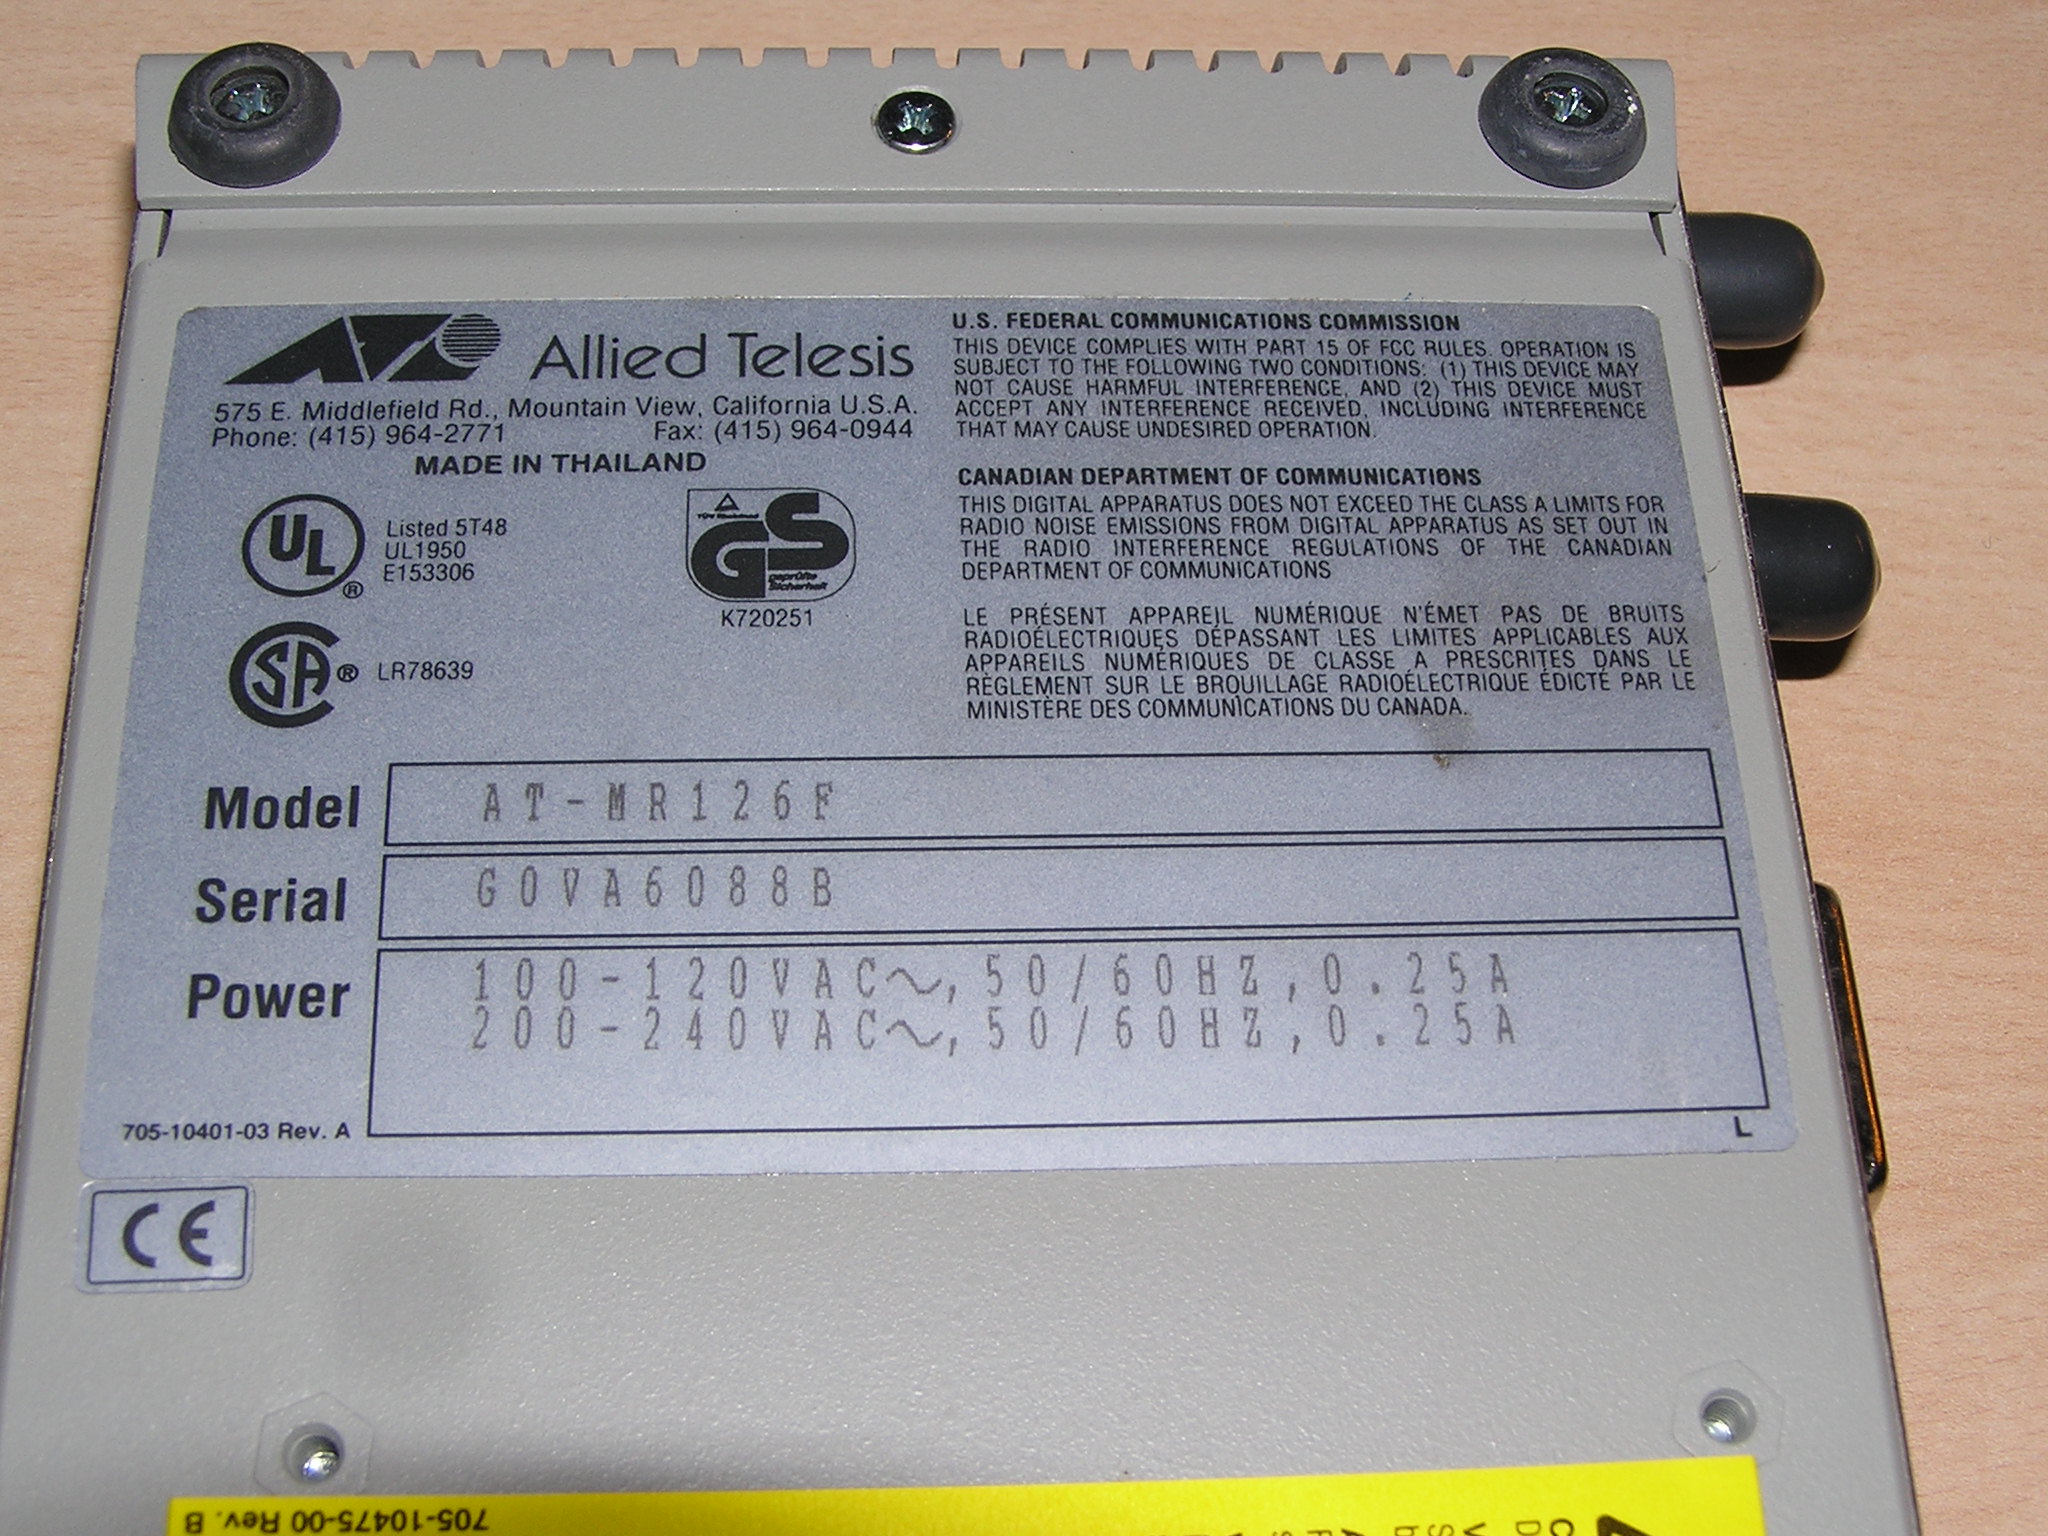 Allied Telesis
575 E. Middlefield Rd., Mountain View, California U.S.A.
Phone: (415) 964-2771 Fax: (415) 964-0944
MADE IN THAILAND
UL ®
Listed 5T48
UL1950
E153306
GS
geprüfte
Sicherheit
K720251
SA ® LR78639
U.S. FEDERAL COMMUNICATIONS COMMISSION
THIS DEVICE COMPLIES WITH PART 15 OF FCC RULES. OPERATION IS
SUBJECT TO THE FOLLOWING TWO CONDITIONS: (1) THIS DEVICE MAY
NOT CAUSE HARMFUL INTERFERENCE, AND (2) THIS DEVICE MUST
ACCEPT ANY INTERFERENCE RECEIVED, INCLUDING INTERFERENCE
THAT MAY CAUSE UNDESIRED OPERATION.
CANADIAN DEPARTMENT OF COMMUNICATIONS
THIS DIGITAL APPARATUS DOES NOT EXCEED THE CLASS A LIMITS FOR
RADIO NOISE EMISSIONS FROM DIGITAL APPARATUS AS SET OUT IN
THE RADIO INTERFERENCE REGULATIONS OF THE CANADIAN
DEPARTMENT OF COMMUNICATIONS
LE PRÉSENT APPAREIL NUMÉRIQUE N'ÉMET PAS DE BRUITS
RADIOÉLECTRIQUES DÉPASSANT LES LIMITES APPLICABLES AUX
APPAREILS NUMÉRIQUES DE CLASSE A PRESCRITES DANS LE
RÈGLEMENT SUR LE BROUILLAGE RADIOÉLECTRIQUE ÉDICTÉ PAR LE
MINISTÈRE DES COMMUNICATIONS DU CANADA.
Model AT-MR126F
Serial G0VA6088B
Power 100-120VAC~, 50/60HZ, 0.25A
200-240VAC~, 50/60HZ, 0.25A
705-10401-03 Rev. A L
CE
705-10475-00 Rev. B